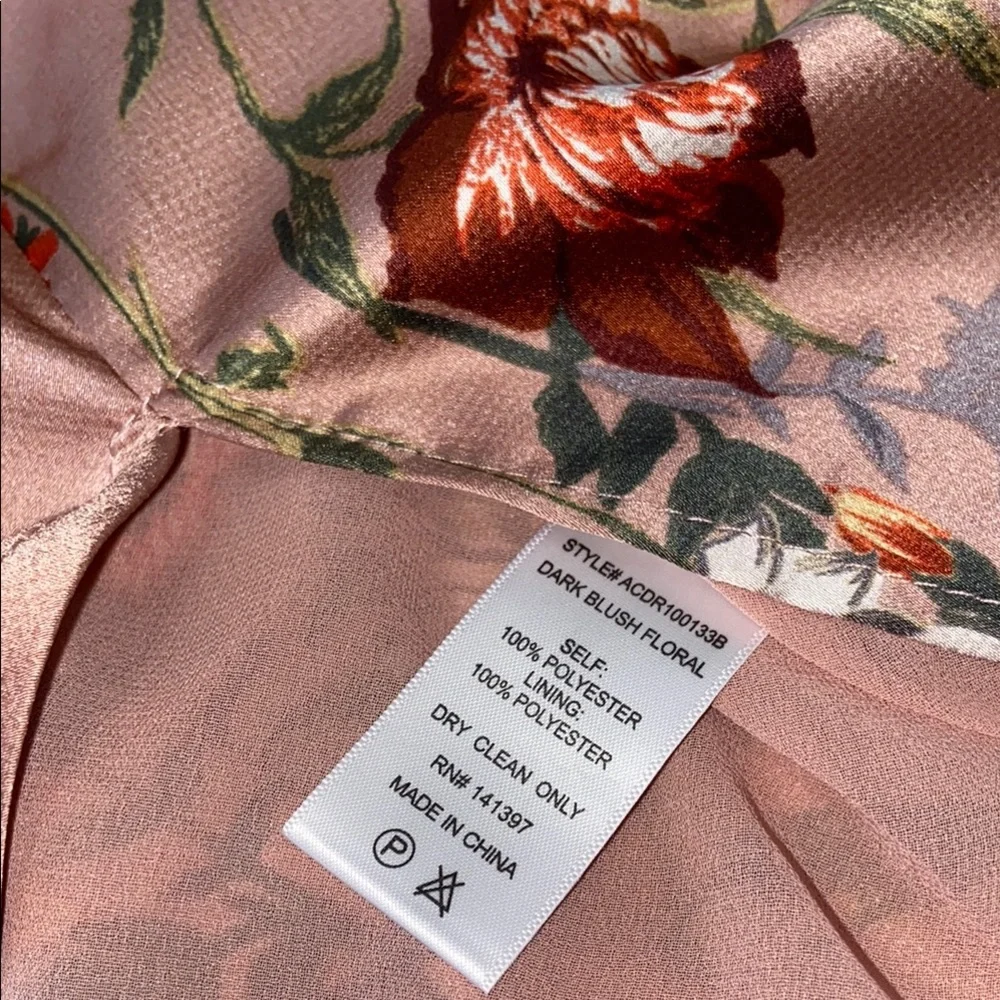 STYLE# ACDR100133B
DARK BLUSH FLORAL
SELF:
100% POLYESTER
LINING:
100% POLYESTER
DRY CLEAN ONLY
RN# 141397
MADE IN CHINA
P